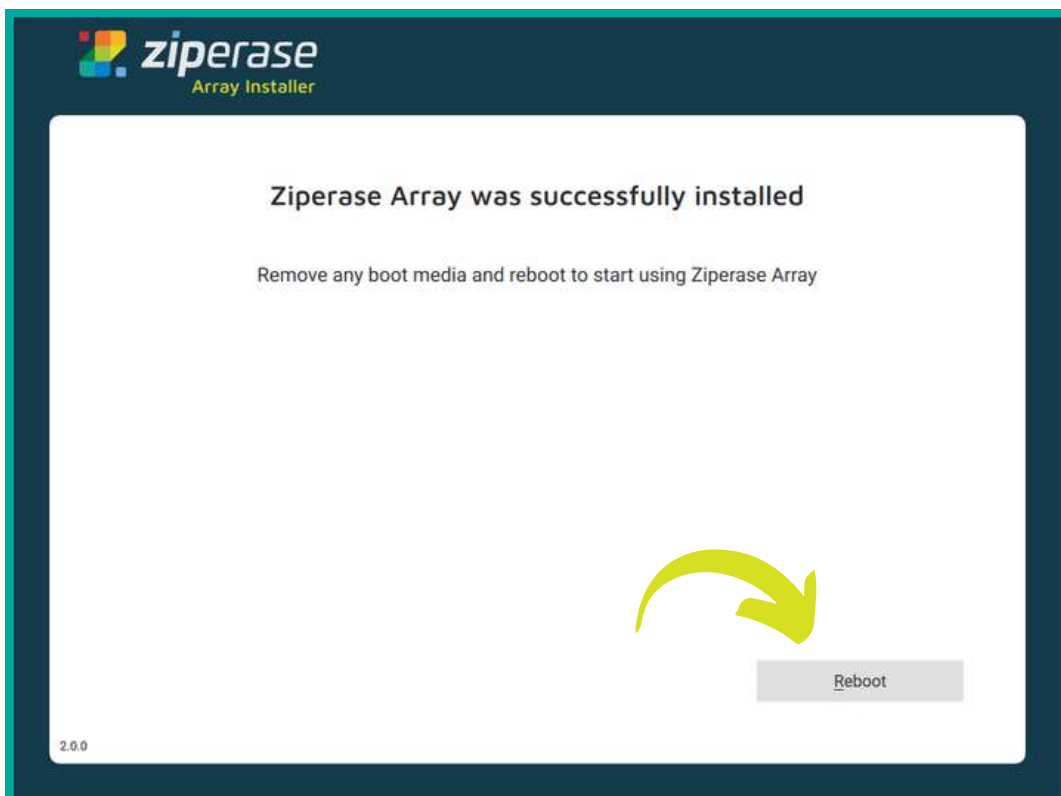 ziperase
Array Installer
Ziperase Array was successfully installed
Remove any boot media and reboot to start using Ziperase Array
Reboot
2.0.0